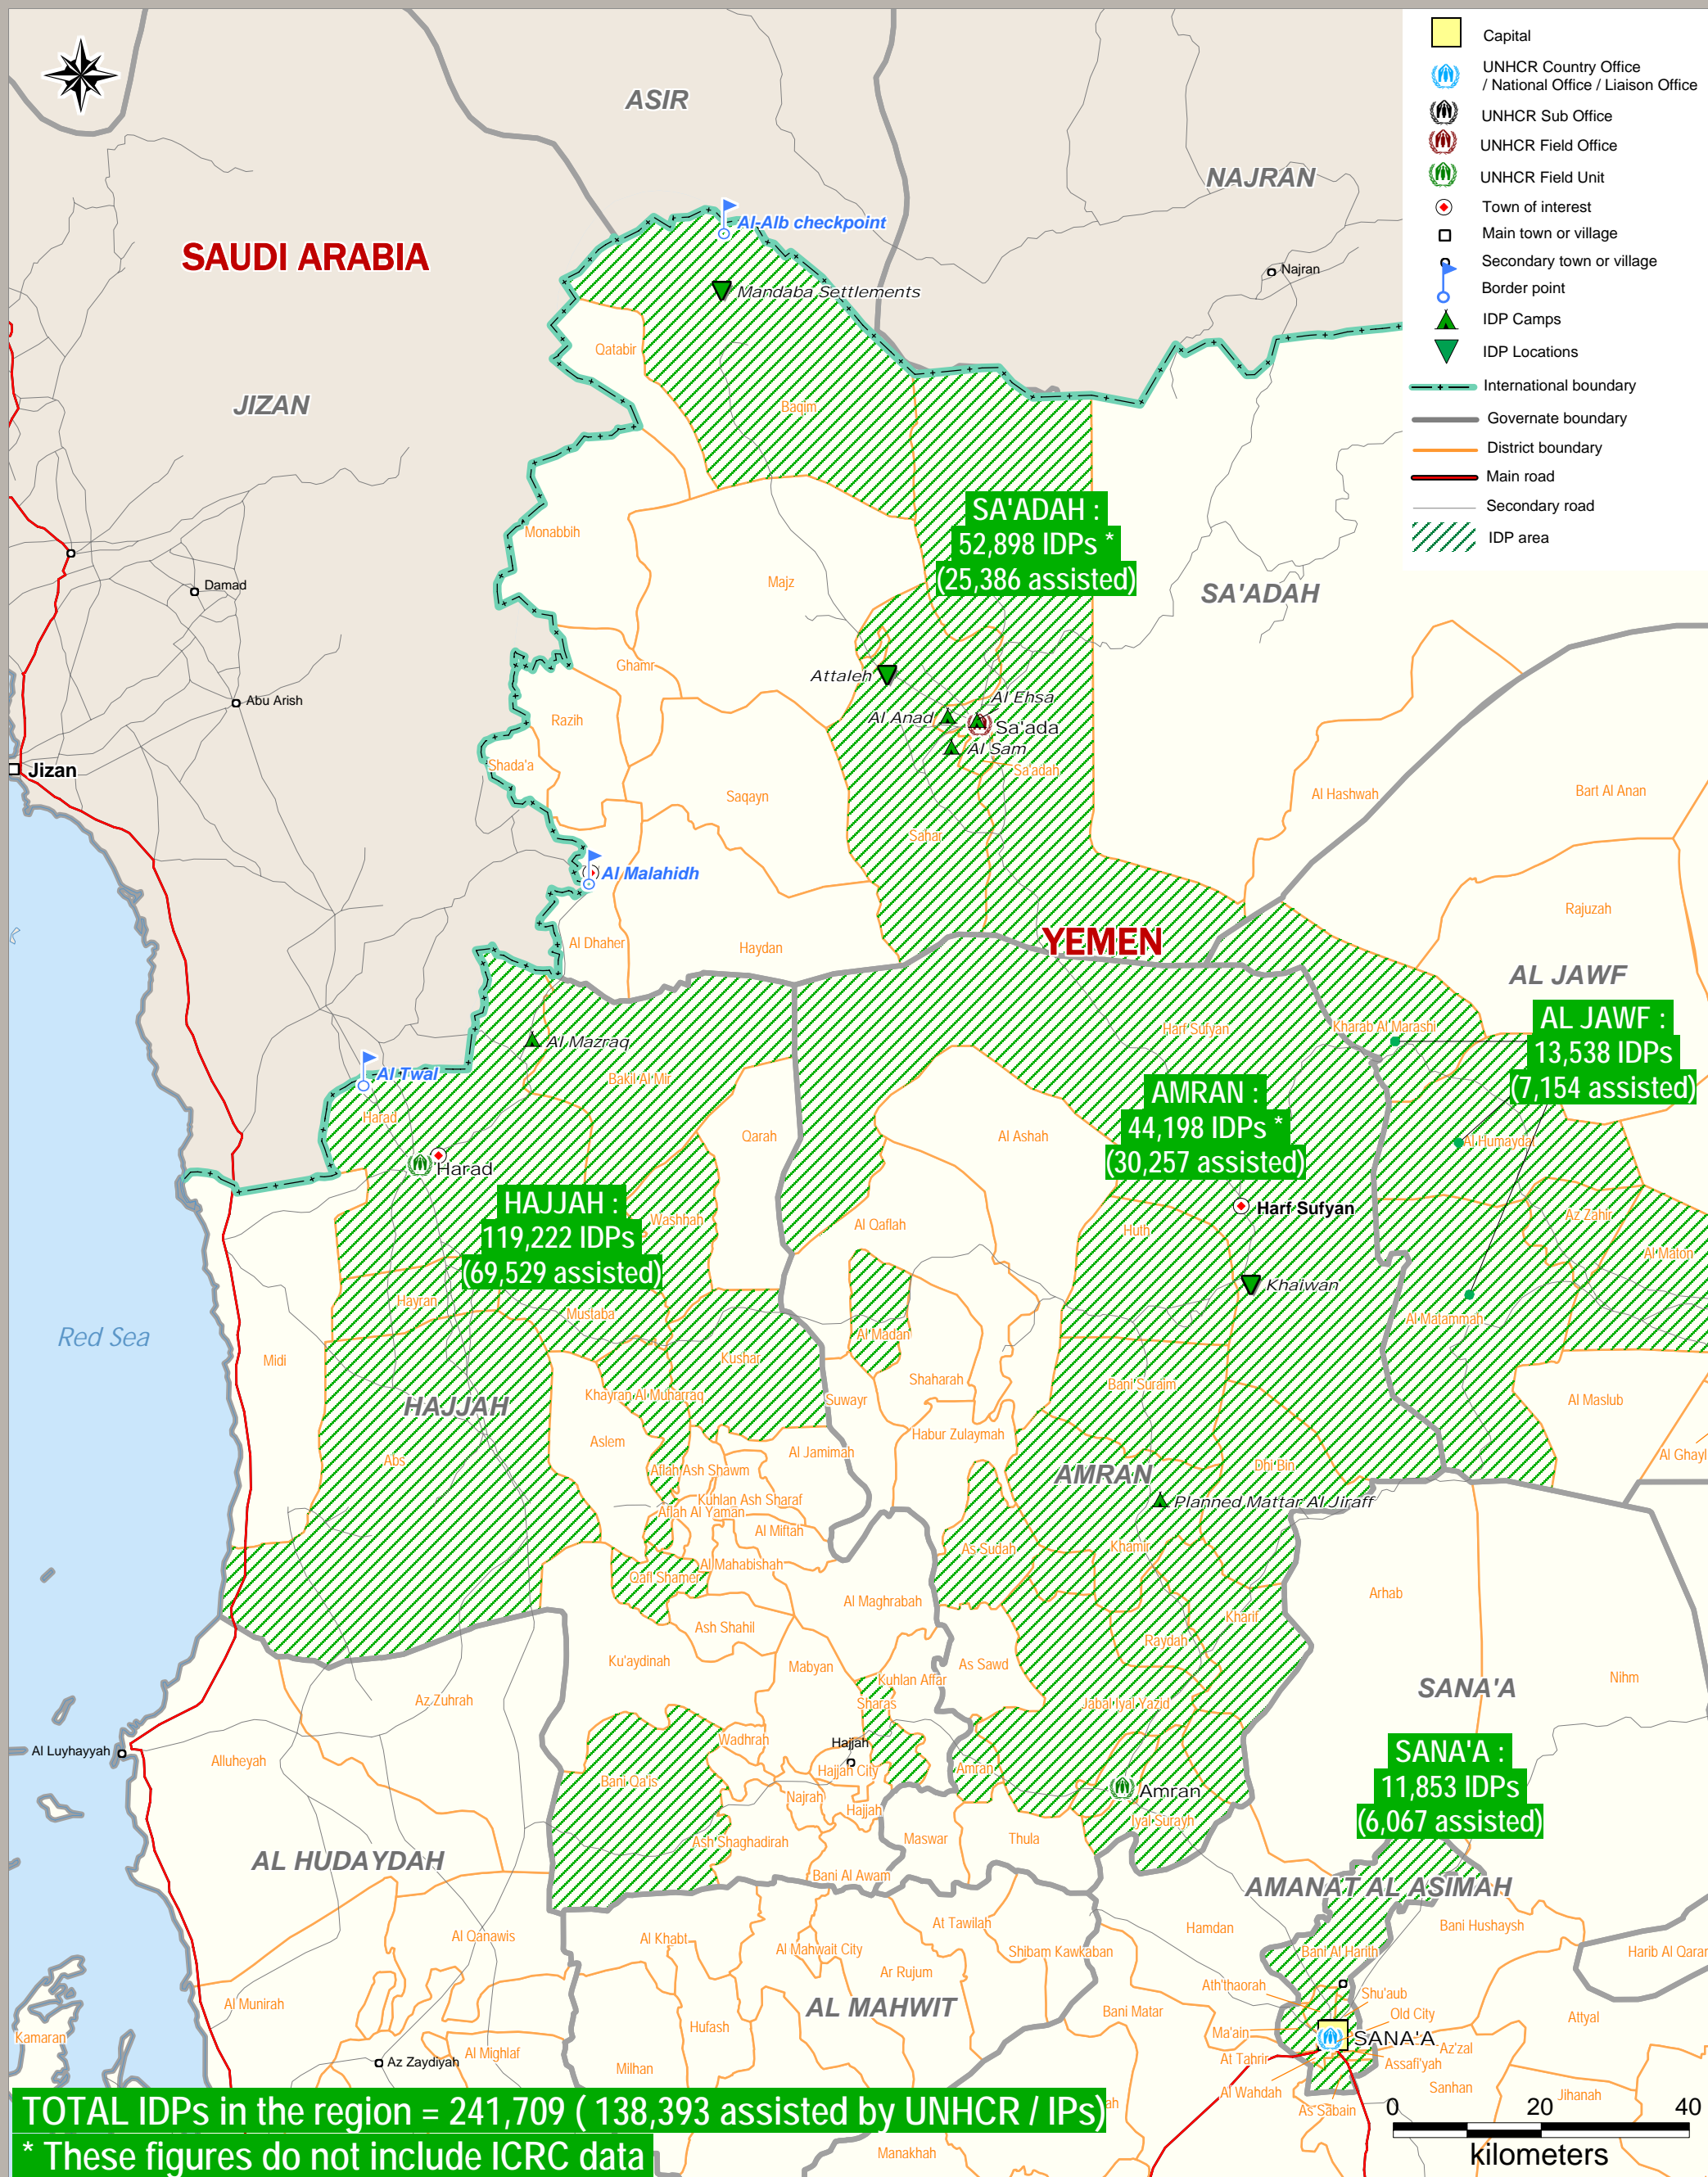 Capital
UNHCR Country Office
/ National Office / Liaison Office
UNHCR Sub Office
UNHCR Field Office
UNHCR Field Unit
Town of interest
Main town or village
Secondary town or village
Border point
IDP Camps
IDP Locations
International boundary
Governate boundary
District boundary
Main road
Secondary road
IDP area
ASIR
NAJRAN
SAUDI ARABIA
Al-Alb checkpoint
Najran
Mandaba Settlements
Qatabir
JIZAN
Baqim
SA'ADAH :
52,898 IDPs *
(25,386 assisted)
Monabbih
Majz
Damad
SA'ADAH
Ghamr
Attaleh
Abu Arish
Al Ehsa
Razih
Al Anad
Sa'ada
Al Sam
Jizan
Shada'a
Sa'adah
Saqayn
Al Hashwah
Bart Al Anan
Sahar
Al Malahidh
Rajuzah
Al Dhaher
Haydan
YEMEN
AL JAWF
Harf Sufyan
Kharab Al Marashi
AL JAWF :
13,538 IDPs
(7,154 assisted)
Al Mazraq
Al Twal
Bakil Al Mir
Harad
AMRAN :
44,198 IDPs *
(30,257 assisted)
Qarah
Al Ashah
Al Humaydat
Harad
HAJJAH :
119,222 IDPs
(69,529 assisted)
Washhah
Al Qaflah
Huth
Harf Sufyan
Az Zahir
Al Maton
Khaiwan
Hayran
Mustaba
Al Matammah
Red Sea
Al Madan
Midi
Kushar
Shaharah
Bani Suraim
Khayran Al Muharraq
Suwayr
Al Maslub
HAJJAH
Aslem
Habur Zulaymah
Al Jamimah
Al Ghayl
Abs
Aflah Ash Shawm
AMRAN
Dhi Bin
Kuhlan Ash Sharaf
Planned Mattar Al Jiraff
Aflah Al Yaman
Al Miftah
As Sudah
Khamir
Al Mahabishah
Qafl Shamer
Al Maghrabah
Arhab
Ash Shahil
Kharif
Raydah
Ku'aydinah
Mabyan
Kuhlan Affar
As Sawd
Nihm
SANA'A
Az Zuhrah
Sharas
Jabal Iyal Yazid
Al Luyhayyah
Alluheyah
Wadhrah
Hajjah
SANA'A :
11,853 IDPs
(6,067 assisted)
Bani Qa'is
Hajjah City
Amran
Amran
Najrah
Hajjah
Iyal Surayh
Ash Shaghadirah
Maswar
Thula
AL HUDAYDAH
Bani Al Awam
AMANAT AL ASIMAH
Al Qanawis
Al Khabt
Al Mahwait City
At Tawilah
Shibam Kawkaban
Hamdan
Bani Hushaysh
Bani Al Harith
Harib Al Qarar
Ar Rujum
Ath'thaorah
Shu'aub
Al Munirah
AL MAHWIT
Bani Matar
Old City
Attyal
Hufash
Ma'ain
SANA'A
Kamaran
Az'zal
Al Mighlaf
Az Zaydiyah
Milhan
At Tahrir
Assafi'yah
Al Wahdah
Sanhan
Jihanah
As Sabain
ah
TOTAL IDPs in the region = 241,709 ( 138,393 assisted by UNHCR / IPs)
* These figures do not include ICRC data
Manakhah
0 20 40
kilometers